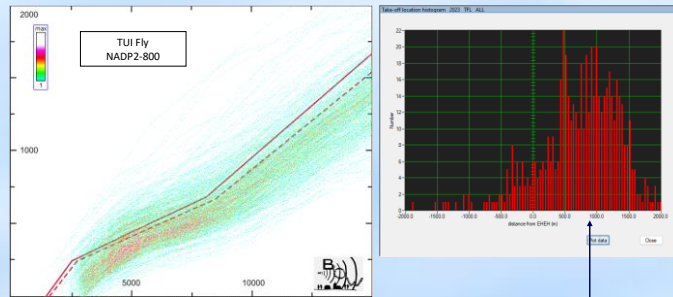 2000
max
1
TUI Fly
NADP2-800
1000
5000
10000
B
Take-off location histogram 2023 TFL ALL
22
20
18
16
14
12
10
8
6
4
2
0
Number
-2000.0 -1500.0 -1000.0 -500.0 0.0 500.0 1000.0 1500.0 2000.0
distance from EHEH (m)
Plot data
Close